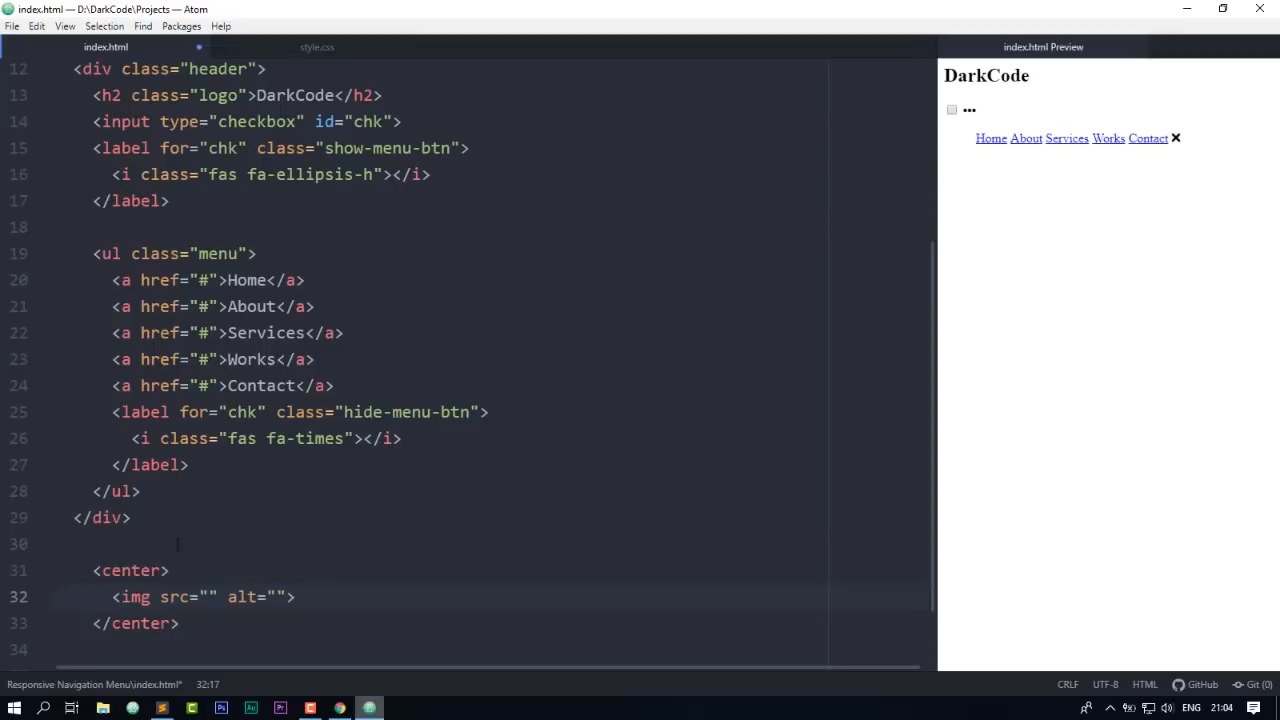 index.html — D:\DarkCode\Projects — Atom
File Edit View Selection Find Packages Help
index.html style.css index.html Preview
12 <div class="header">
13 <h2 class="logo">DarkCode</h2>
14 <input type="checkbox" id="chk">
15 <label for="chk" class="show-menu-btn">
16 <i class="fas fa-ellipsis-h"></i>
17 </label>
18
19 <ul class="menu">
20 <a href="#">Home</a>
21 <a href="#">About</a>
22 <a href="#">Services</a>
23 <a href="#">Works</a>
24 <a href="#">Contact</a>
25 <label for="chk" class="hide-menu-btn">
26 <i class="fas fa-times"></i>
27 </label>
28 </ul>
29 </div>
30
31 <center>
32 <img src="" alt="">
33 </center>
34
DarkCode
Home About Services Works Contact
Responsive Navigation Menu\index.html* 32:17 CRLF UTF-8 HTML GitHub Git (0)
Ps Au Pr ENG 21:04